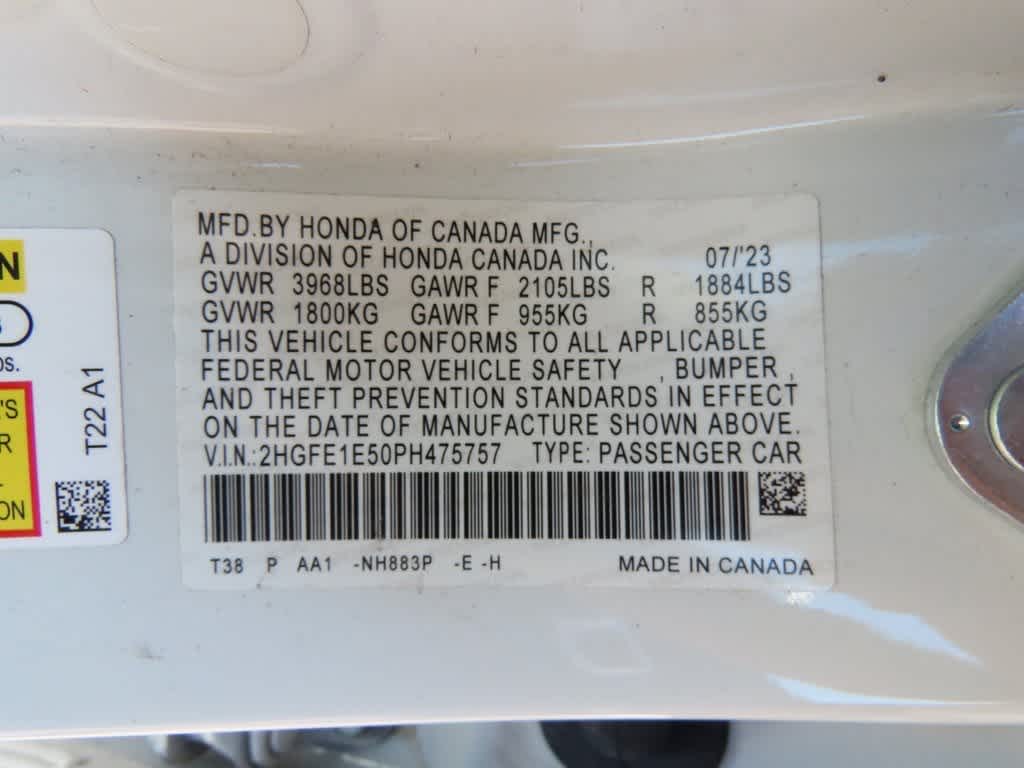 MFD.BY HONDA OF CANADA MFG.,
A DIVISION OF HONDA CANADA INC. 07/'23
GVWR 3968LBS GAWR F 2105LBS R 1884LBS
GVWR 1800KG GAWR F 955KG R 855KG
THIS VEHICLE CONFORMS TO ALL APPLICABLE
FEDERAL MOTOR VEHICLE SAFETY , BUMPER ,
AND THEFT PREVENTION STANDARDS IN EFFECT
ON THE DATE OF MANUFACTURE SHOWN ABOVE.
V.I.N.:2HGFE1E50PH475757 TYPE: PASSENGER CAR
T38 P AA1 -NH883P -E -H MADE IN CANADA
T22 A1